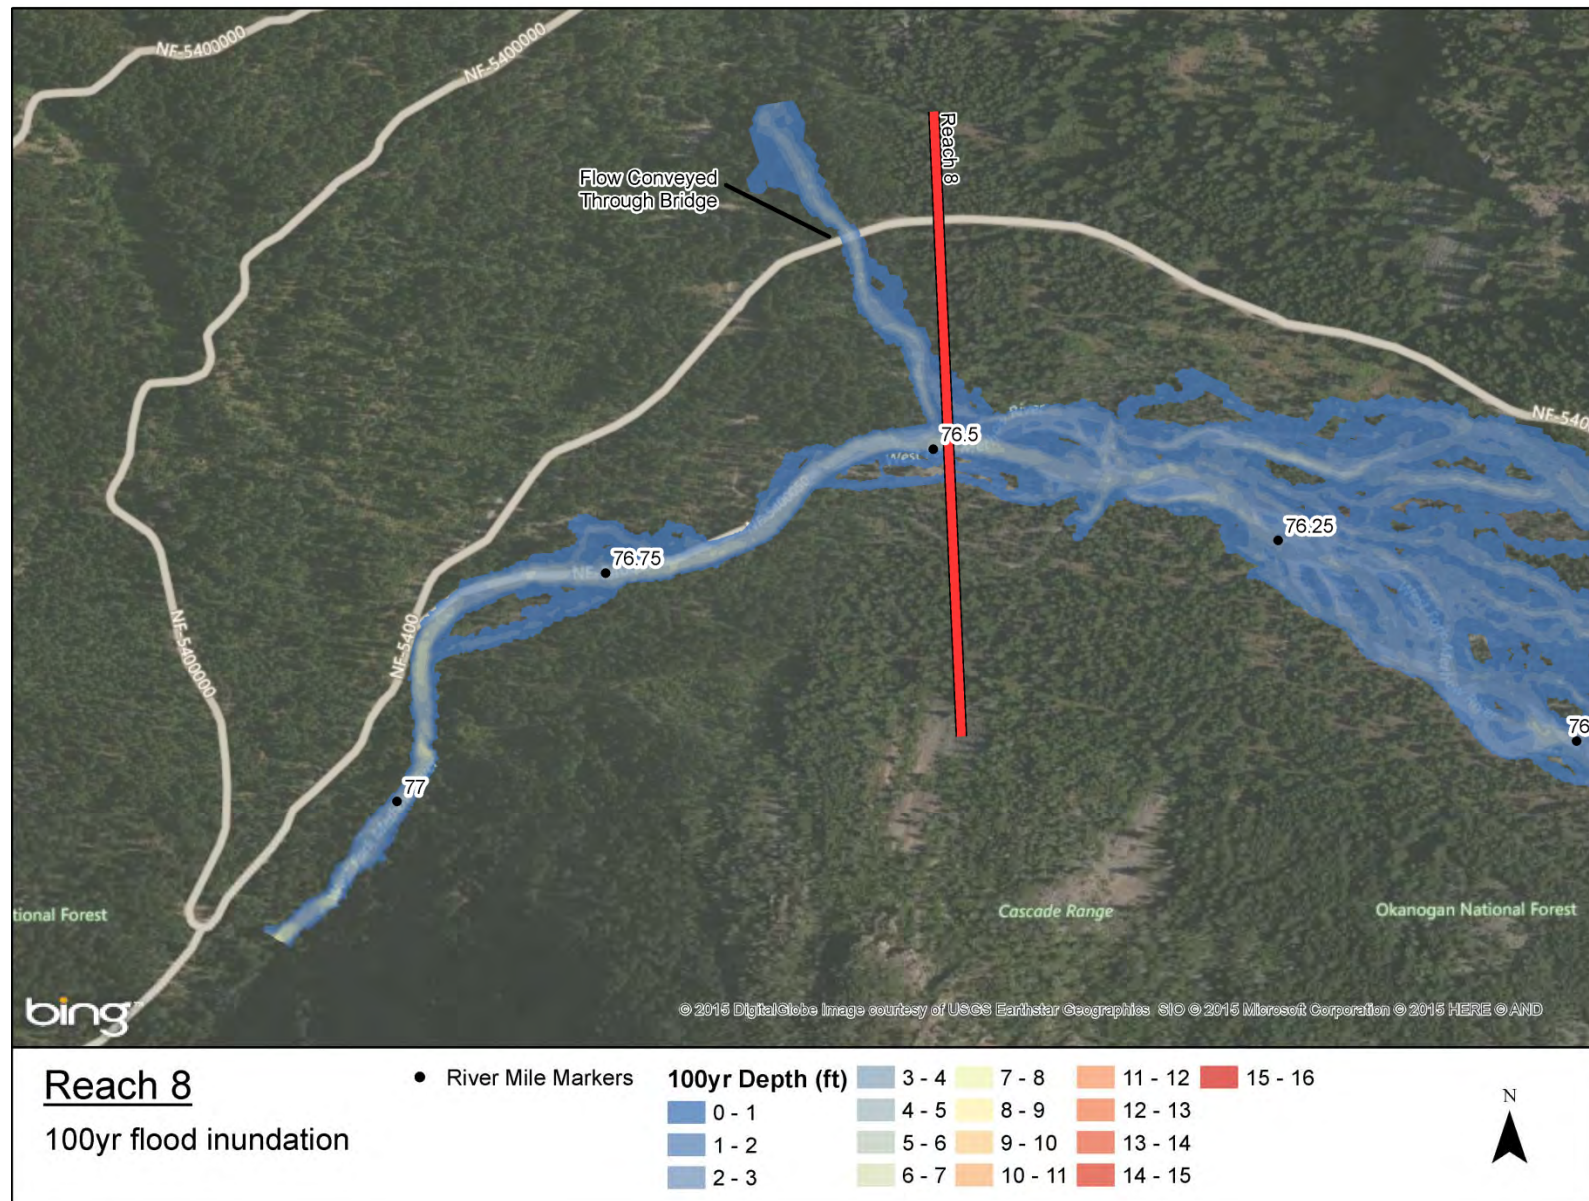 NF-5400000
NF-5400000
Reach 8
Flow Conveyed
Through Bridge
River
76.5
West
NF-540
76.25
76.75
NF-5400
NF-5400000
77
76
tional Forest
Cascade Range
Okanogan National Forest
bing
© 2015 DigitalGlobe Image courtesy of USGS Earthstar Geographics SIO © 2015 Microsoft Corporation © 2015 HERE © AND
Reach 8
100yr flood inundation
River Mile Markers
100yr Depth (ft)
0 - 1
1 - 2
2 - 3
3 - 4
4 - 5
5 - 6
6 - 7
7 - 8
8 - 9
9 - 10
10 - 11
11 - 12
12 - 13
13 - 14
14 - 15
15 - 16
N